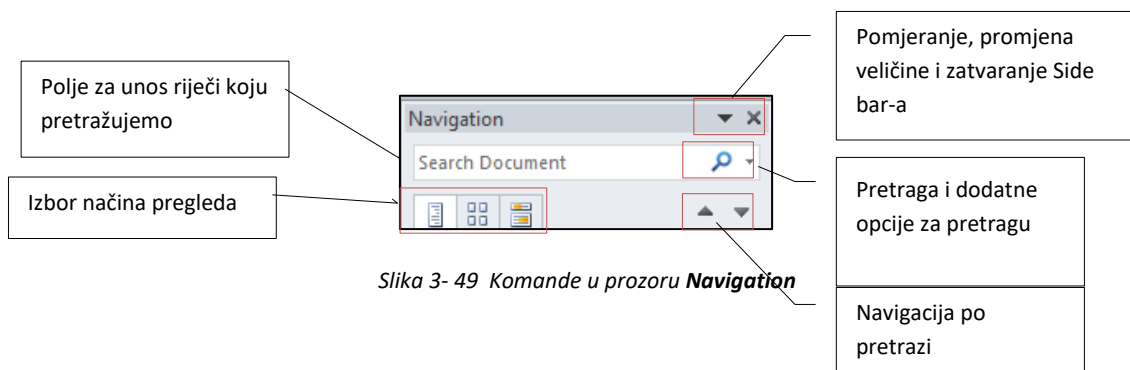 Pomjeranje, promjena
veličine i zatvaranje Side
bar-a
Polje za unos riječi koju
pretražujemo
Navigation
Search Document
Izbor načina pregleda
Pretraga i dodatne
opcije za pretragu
Slika 3- 49 Komande u prozoru Navigation
Navigacija po
pretrazi